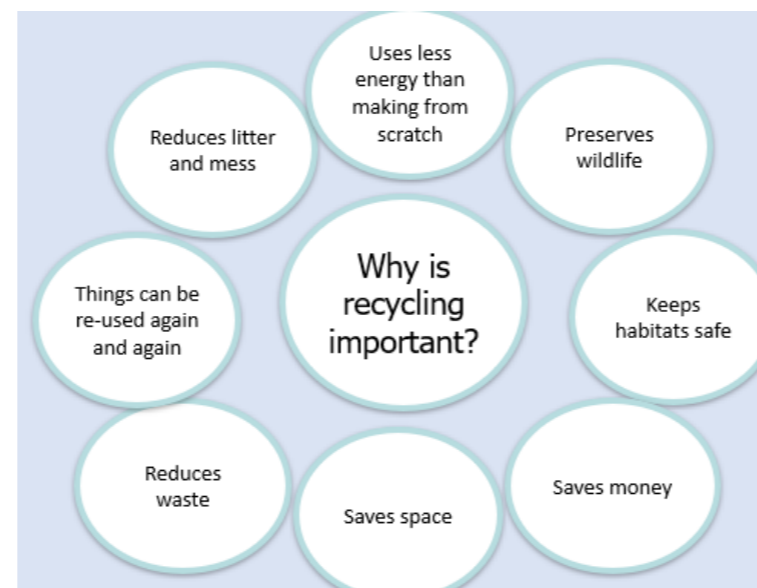 Uses less
energy than
making from
scratch
Reduces litter
and mess
Preserves
wildlife
Why is
recycling
important?
Things can be
re-used again
and again
Keeps
habitats safe
Reduces
waste
Saves space
Saves money